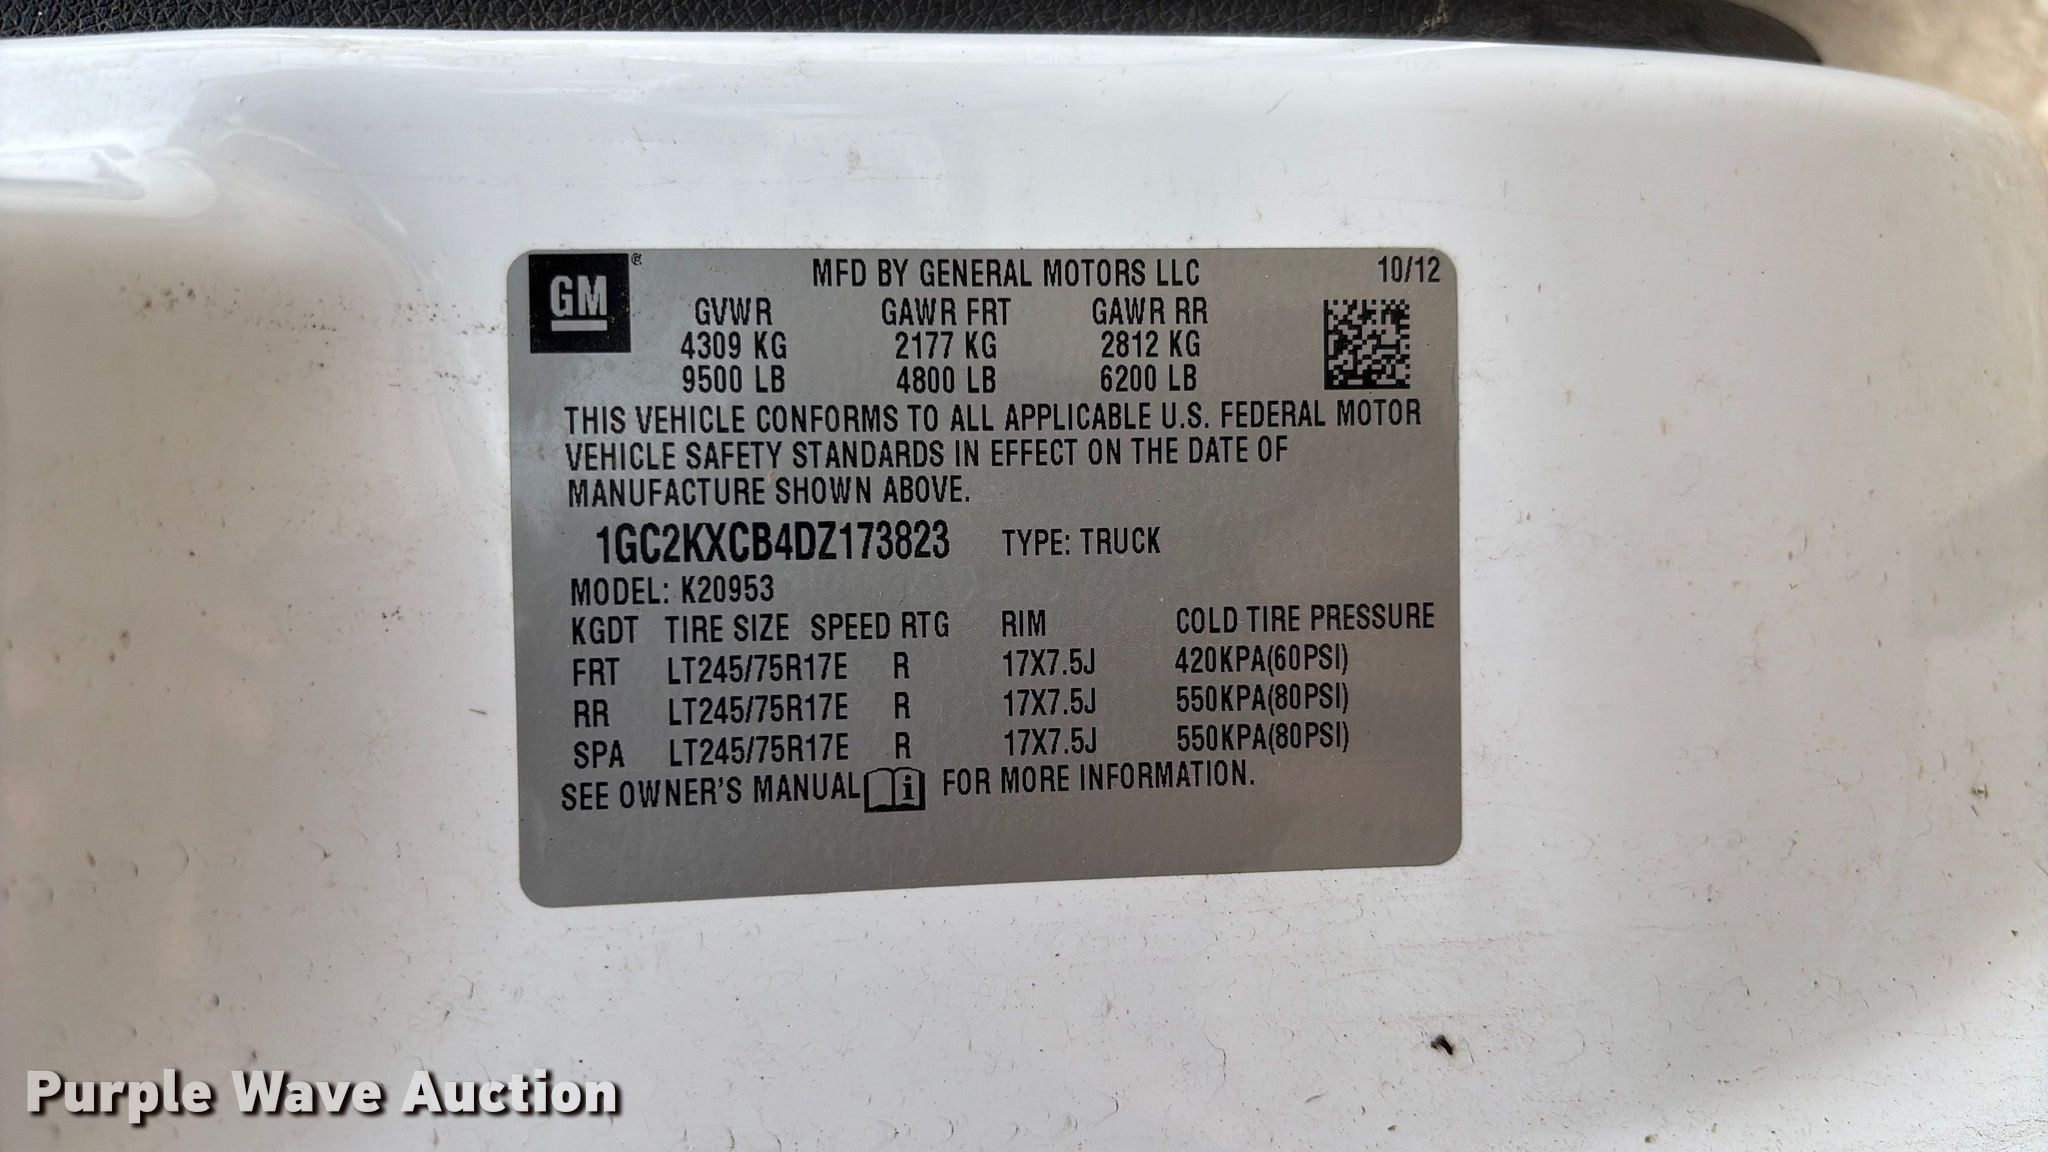 GM®
MFD BY GENERAL MOTORS LLC 10/12
GVWR GAWR FRT GAWR RR
4309 KG 2177 KG 2812 KG
9500 LB 4800 LB 6200 LB
THIS VEHICLE CONFORMS TO ALL APPLICABLE U.S. FEDERAL MOTOR
VEHICLE SAFETY STANDARDS IN EFFECT ON THE DATE OF
MANUFACTURE SHOWN ABOVE.
1GC2KXCB4DZ173823 TYPE: TRUCK
MODEL: K20953
KGDT TIRE SIZE SPEED RTG RIM COLD TIRE PRESSURE
FRT LT245/75R17E R 17X7.5J 420KPA(60PSI)
RR LT245/75R17E R 17X7.5J 550KPA(80PSI)
SPA LT245/75R17E R 17X7.5J 550KPA(80PSI)
SEE OWNER'S MANUAL i FOR MORE INFORMATION.
Purple Wave Auction